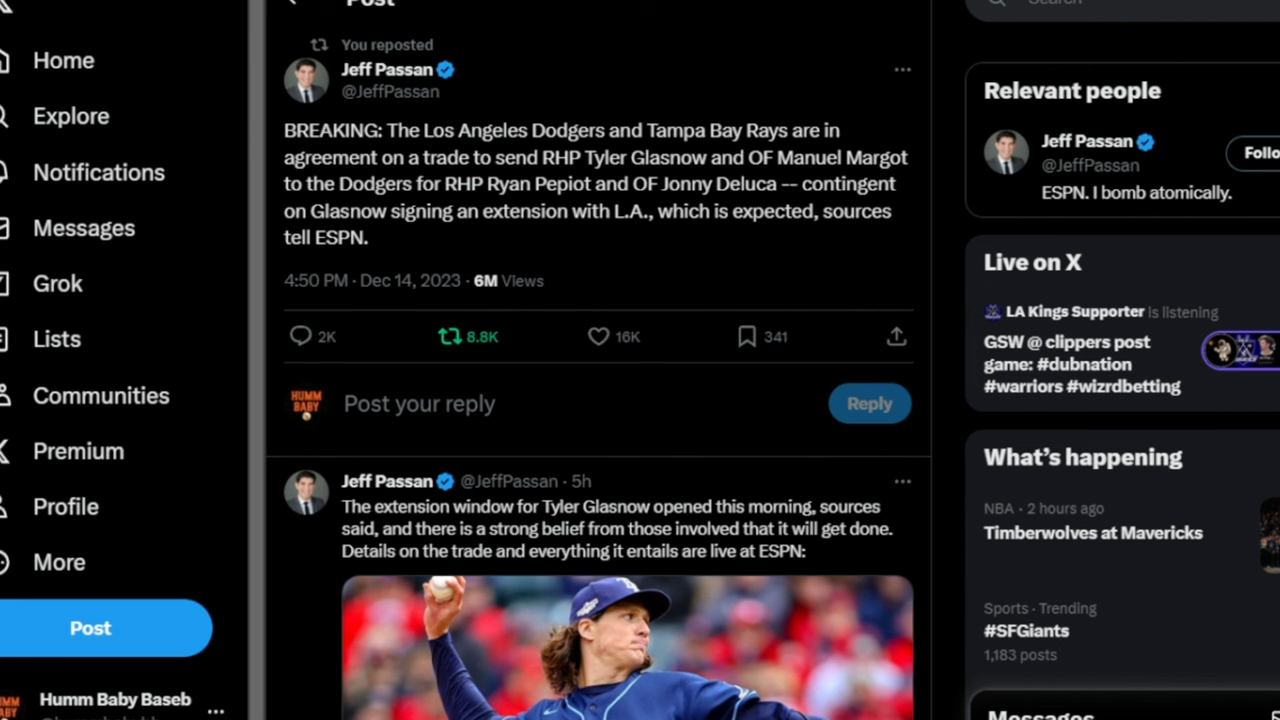 Post
Search
Home
Explore
Notifications
Messages
Grok
Lists
Communities
Premium
Profile
More
Post
Humm Baby Baseb
You reposted
Jeff Passan
@JeffPassan
BREAKING: The Los Angeles Dodgers and Tampa Bay Rays are in
agreement on a trade to send RHP Tyler Glasnow and OF Manuel Margot
to the Dodgers for RHP Ryan Pepiot and OF Jonny Deluca -- contingent
on Glasnow signing an extension with L.A., which is expected, sources
tell ESPN.
4:50 PM · Dec 14, 2023 · 6M Views
2K 8.8K 16K 341
HUMM
BABY
Post your reply
Reply
Jeff Passan @JeffPassan · 5h
The extension window for Tyler Glasnow opened this morning, sources
said, and there is a strong belief from those involved that it will get done.
Details on the trade and everything it entails are live at ESPN:
Relevant people
Jeff Passan
@JeffPassan
Follo
ESPN. I bomb atomically.
Live on X
LA Kings Supporter is listening
GSW @ clippers post
game: #dubnation
#warriors #wizrdbetting
What's happening
NBA · 2 hours ago
Timberwolves at Mavericks
Sports · Trending
#SFGiants
1,183 posts
Messages